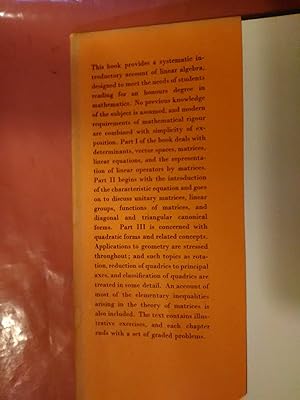 This book provides a systematic in-
troductory account of linear algebra,
designed to meet the needs of students
reading for an honours degree in
mathematics. No previous knowledge
of the subject is assumed, and modern
requirements of mathematical rigour
are combined with simplicity of ex-
position. Part I of the book deals with
determinants, vector spaces, matrices,
linear equations, and the representa-
tion of linear operators by matrices.
Part II begins with the introduction
of the characteristic equation and goes
on to discuss unitary matrices, linear
groups, functions of matrices, and
diagonal and triangular canonical
forms. Part III is concerned with
quadratic forms and related concepts.
Applications to geometry are stressed
throughout; and such topics as rota-
tion, reduction of quadrics to principal
axes, and classification of quadrics are
treated in some detail. An account of
most of the elementary inequalities
arising in the theory of matrices is
also included. The text contains illus-
trative exercises, and each chapter
ends with a set of graded problems.